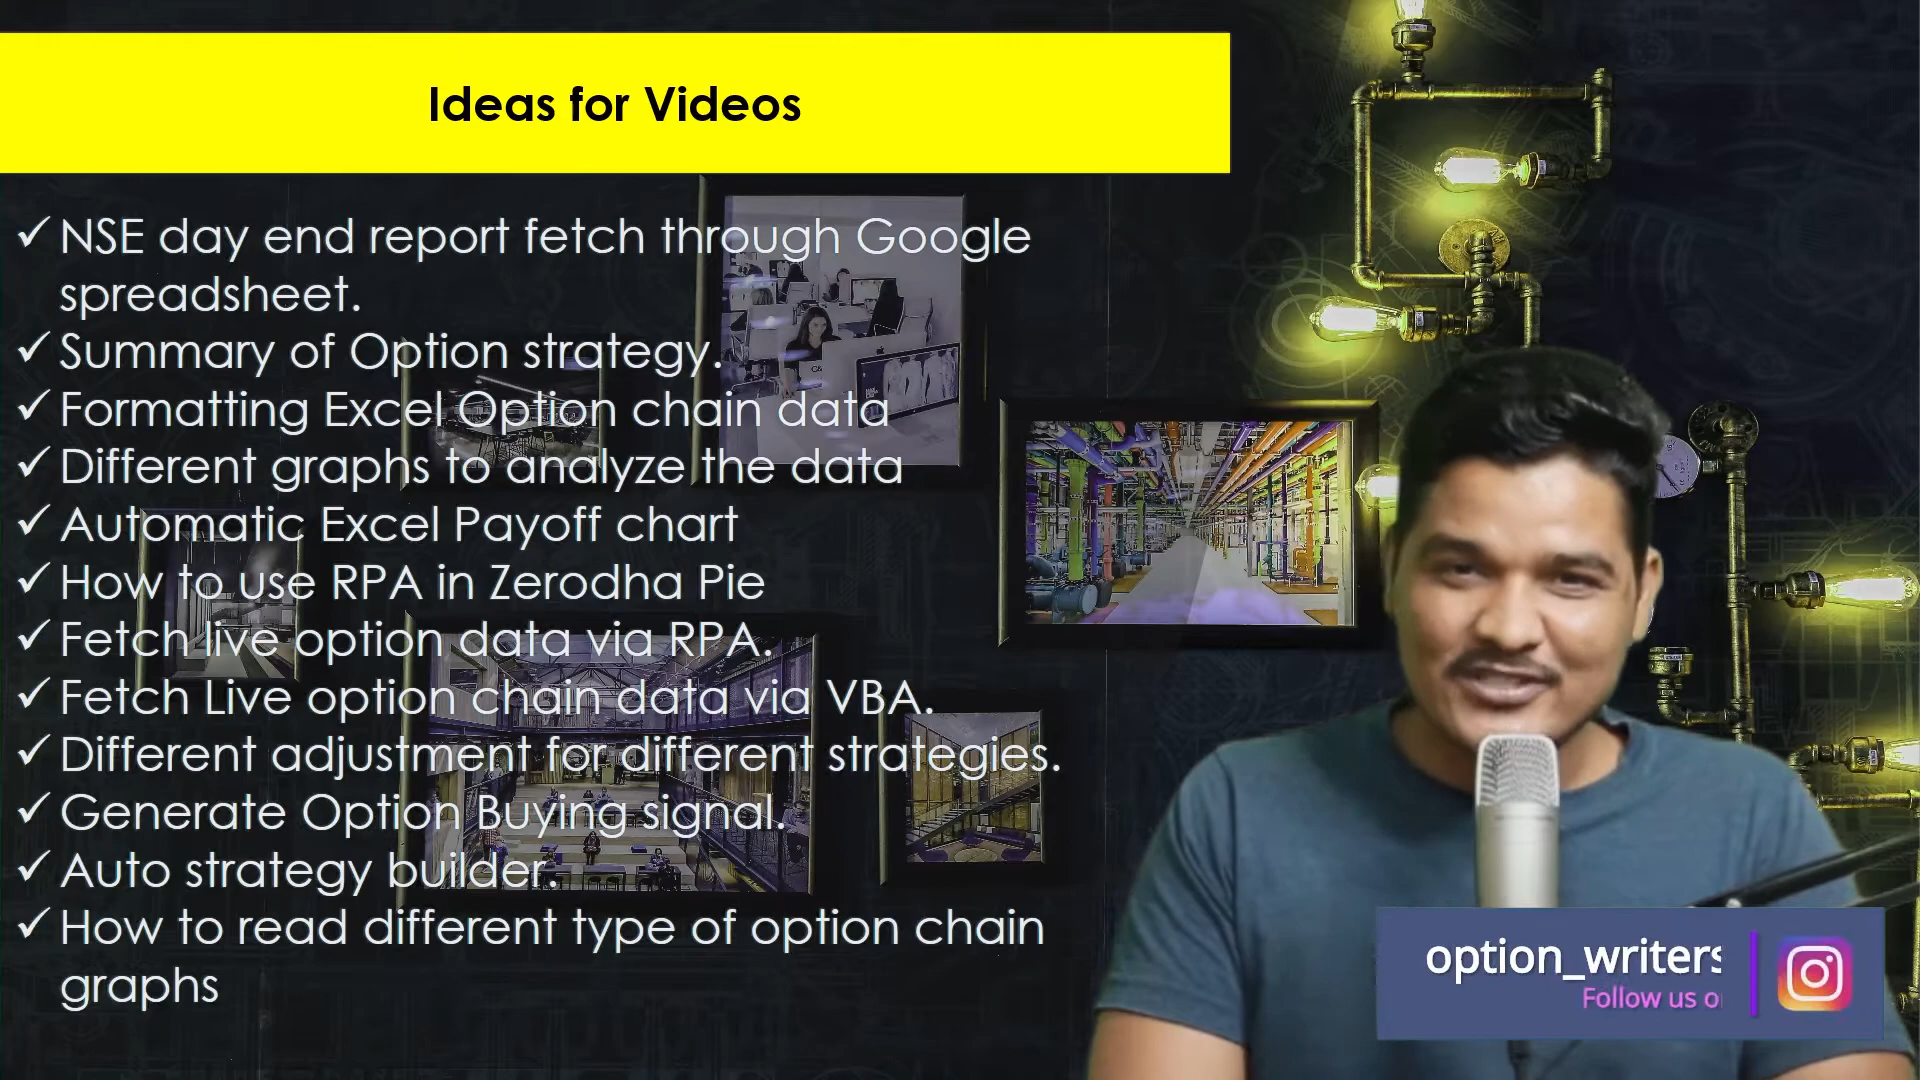 Ideas for Videos
✓ NSE day end report fetch through Google
spreadsheet.
✓ Summary of Option strategy.
✓ Formatting Excel Option chain data
✓ Different graphs to analyze the data
✓ Automatic Excel Payoff chart
✓ How to use RPA in Zerodha Pie
✓ Fetch live option data via RPA.
✓ Fetch Live option chain data via VBA.
✓ Different adjustment for different strategies.
✓ Generate Option Buying signal.
✓ Auto strategy builder.
✓ How to read different type of option chain
graphs
option_writers
Follow us o